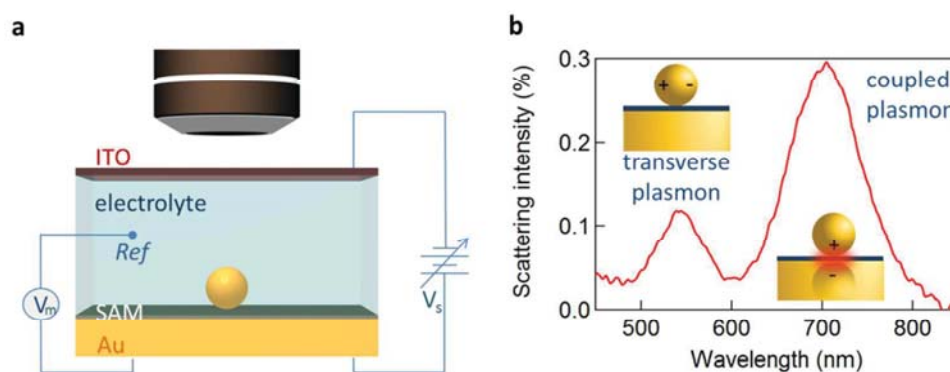 a
ITO
electrolyte
Ref
Vm
SAM
Au
Vs
b
Scattering intensity (%)
0.3
0.2
0.1
0.0
500
600
700
800
Wavelength (nm)
+ -
transverse
plasmon
coupled
plasmon
+
-